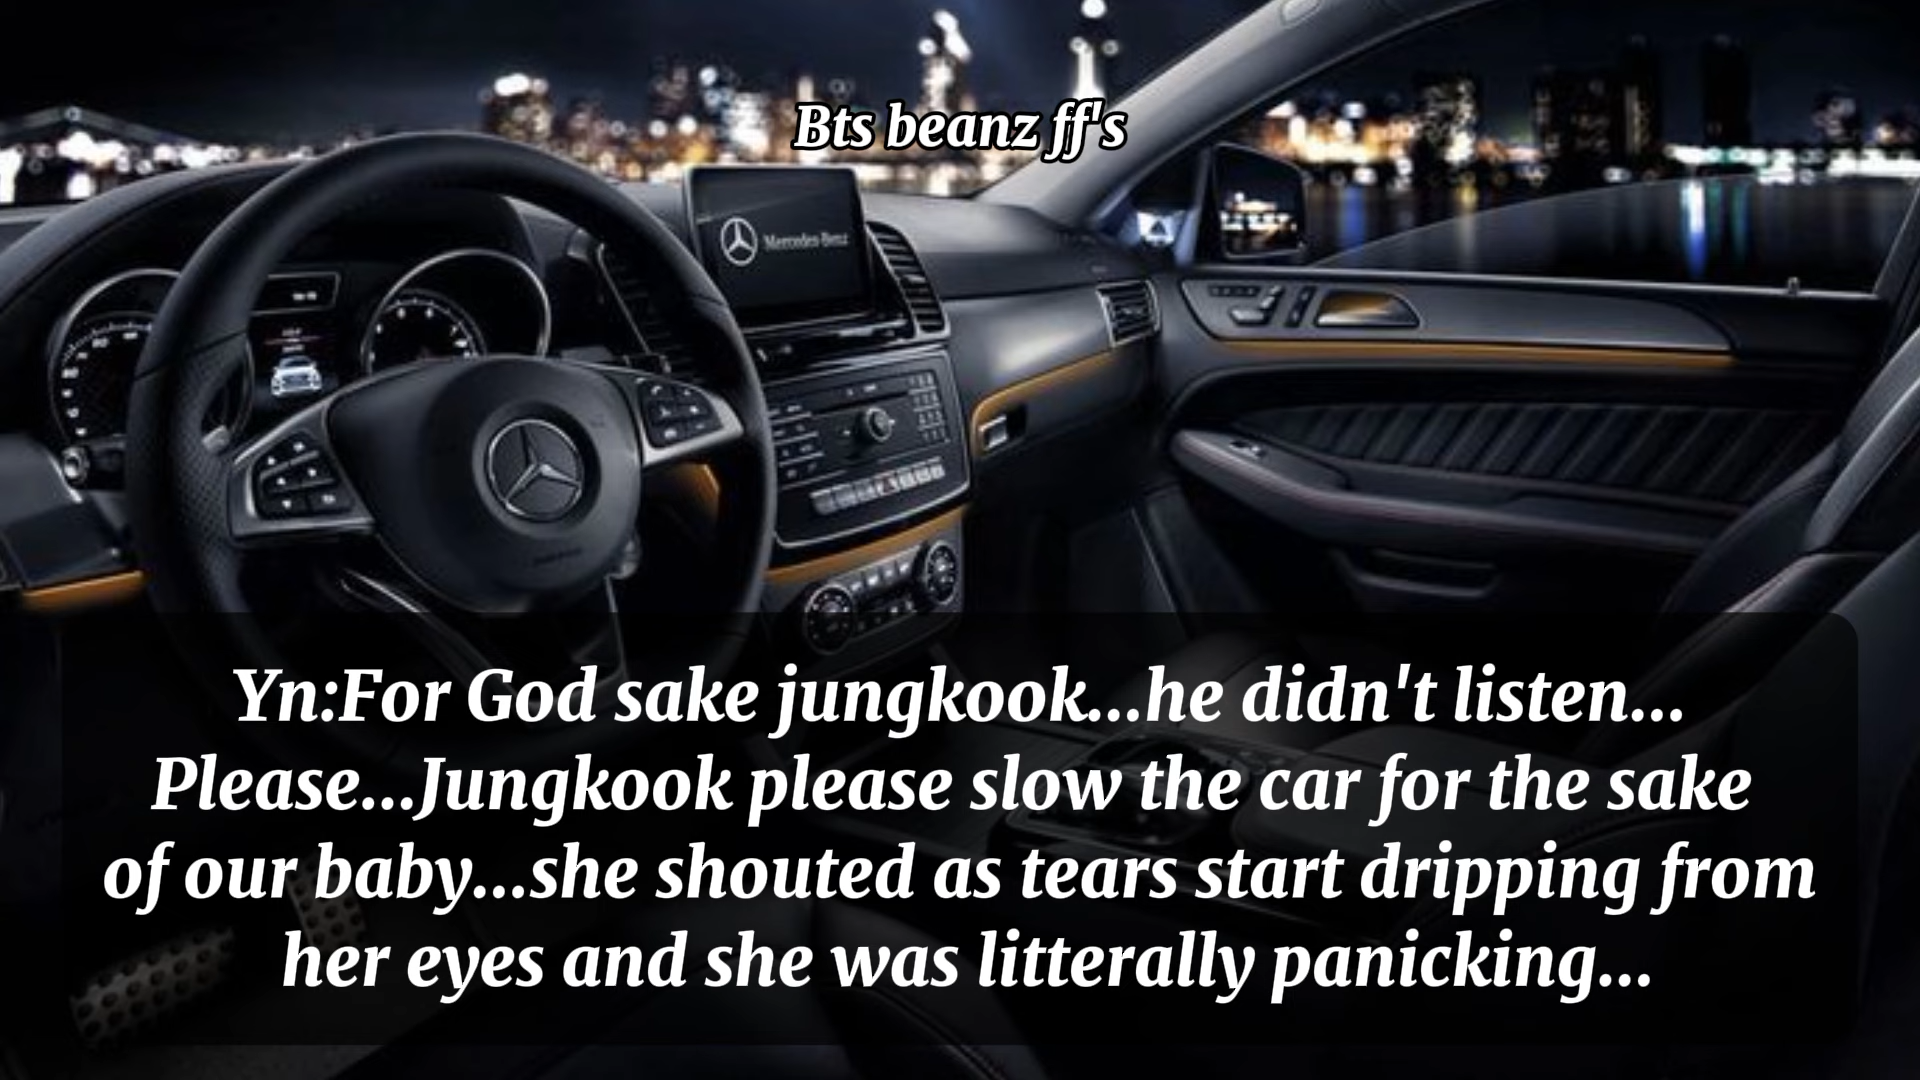 Bts beanz ff's
Mercedes-Benz
Yn:For God sake jungkook...he didn't listen...
Please...Jungkook please slow the car for the sake
of our baby...she shouted as tears start dripping from
her eyes and she was litterally panicking...